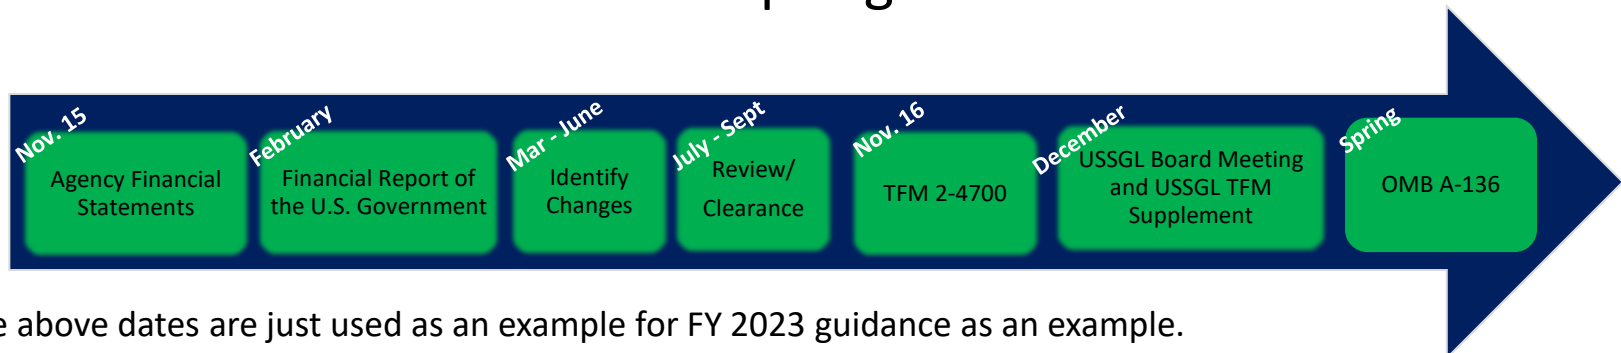 Nov. 15
Agency Financial
Statements
February
Financial Report of
the U.S. Government
Mar - June
Identify
Changes
July - Sept
Review/
Clearance
Nov. 16
TFM 2-4700
December
USSGL Board Meeting
and USSGL TFM
Supplement
Spring
OMB A-136
above dates are just used as an example for FY 2023 guidance as an example.